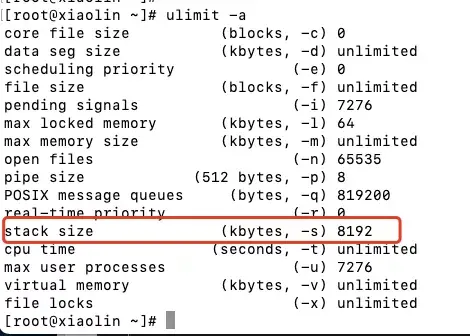 [root@xiaolin ~]# ulimit -a
core file size (blocks, -c) 0
data seg size (kbytes, -d) unlimited
scheduling priority (-e) 0
file size (blocks, -f) unlimited
pending signals (-i) 7276
max locked memory (kbytes, -l) 64
max memory size (kbytes, -m) unlimited
open files (-n) 65535
pipe size (512 bytes, -p) 8
POSIX message queues (bytes, -q) 819200
real-time priority (-r) 0
stack size (kbytes, -s) 8192
cpu time (seconds, -t) unlimited
max user processes (-u) 7276
virtual memory (kbytes, -v) unlimited
file locks (-x) unlimited
[root@xiaolin ~]#